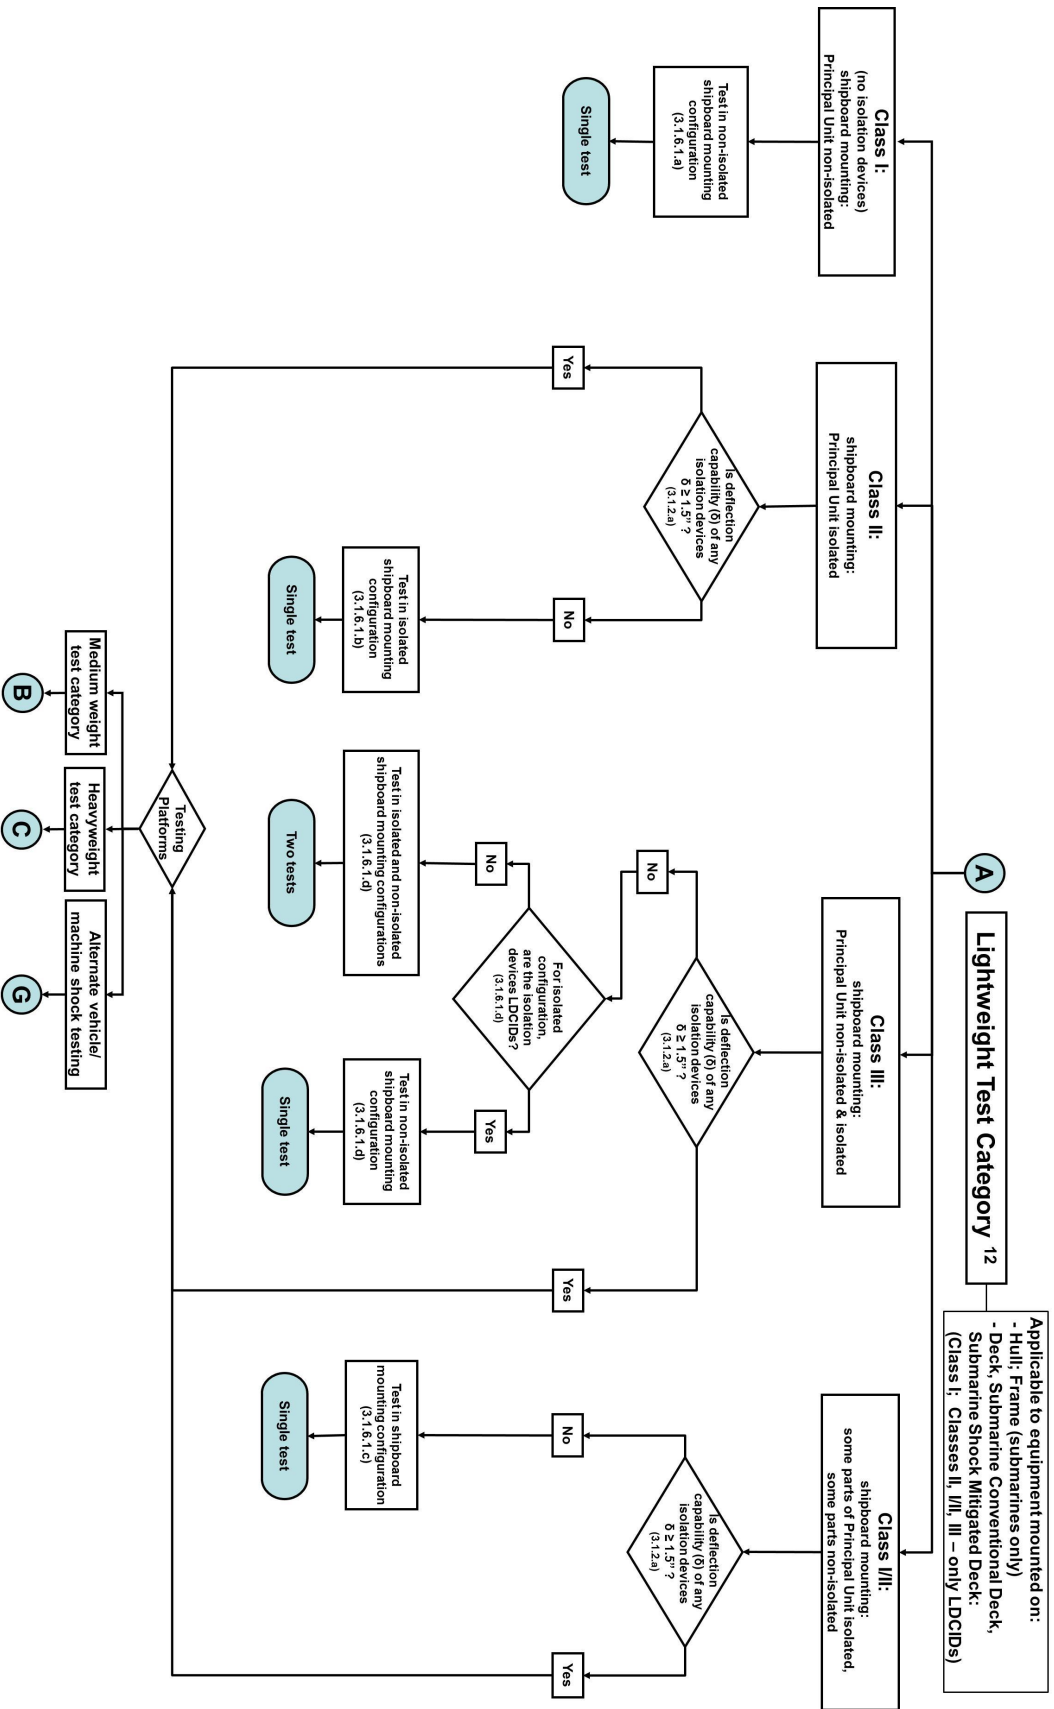 A
Lightweight Test Category 12
Applicable to equipment mounted on:
- Hull; Frame (submarines only)
- Deck, Submarine Conventional Deck,
Submarine Shock Mitigated Deck:
(Class I; Classes II, I/II, III – only LDCIDs)
Class I:
(no isolation devices)
shipboard mounting:
Principal Unit non-isolated
Test in non-isolated
shipboard mounting
configuration
(3.1.6.1.a)
Single test
Class II:
shipboard mounting:
Principal Unit isolated
Is deflection
capability (δ) of any
isolation devices
δ ≥ 1.5" ?
(3.1.2.a)
Yes
No
Test in isolated
shipboard mounting
configuration
(3.1.6.1.b)
Single test
Class III:
shipboard mounting:
Principal Unit non-isolated & isolated
Is deflection
capability (δ) of any
isolation devices
δ ≥ 1.5" ?
(3.1.2.a)
No
Yes
For isolated
configuration,
are the isolation
devices LDCIDs?
(3.1.6.1.d)
No
Yes
Test in isolated and non-isolated
shipboard mounting configurations
(3.1.6.1.d)
Two tests
Test in non-isolated
shipboard mounting
configuration
(3.1.6.1.d)
Single test
Class I/II:
shipboard mounting:
some parts of Principal Unit isolated,
some parts non-isolated
Is deflection
capability (δ) of any
isolation devices
δ ≥ 1.5" ?
(3.1.2.a)
No
Yes
Test in shipboard
mounting configuration
(3.1.6.1.c)
Single test
Testing
Platforms
Medium weight
test category
B
Heavyweight
test category
C
Alternate vehicle/
machine shock testing
G